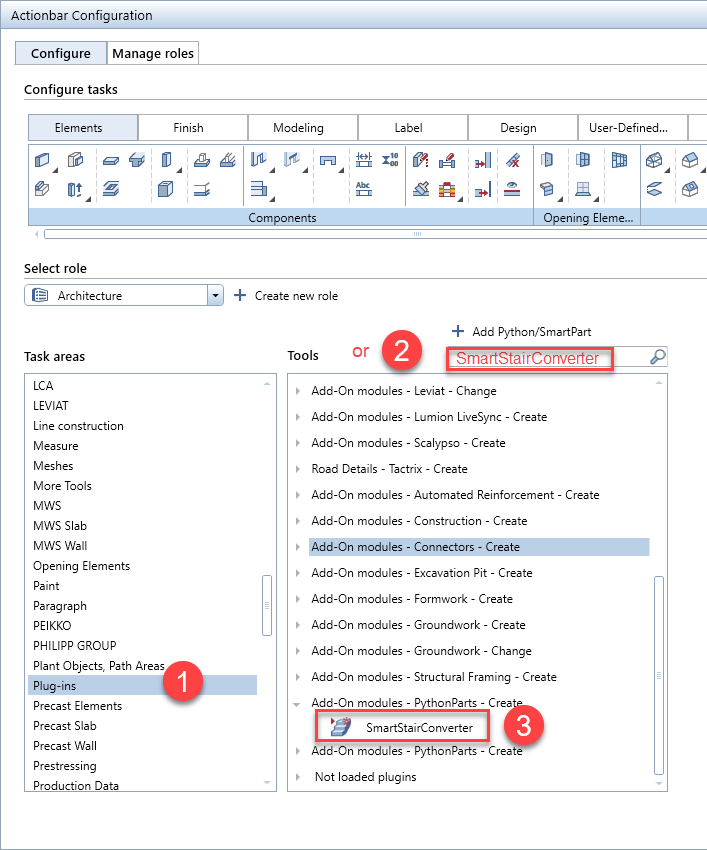 Actionbar Configuration
Configure
Manage roles
Configure tasks
Elements
Finish
Modeling
Label
Design
User-Defined...
10
00
Abc
Components
Opening Eleme...
Select role
Architecture
Create new role
Add Python/SmartPart
Task areas
Tools
or
2
SmartStairConverter
LCA
LEVIAT
Line construction
Measure
Meshes
More Tools
MWS
MWS Slab
MWS Wall
Opening Elements
Paint
Paragraph
PEIKKO
PHILIPP GROUP
Plant Objects, Path Areas
Plug-ins
1
Precast Elements
Precast Slab
Precast Wall
Prestressing
Production Data
Add-On modules - Leviat - Change
Add-On modules - Lumion LiveSync - Create
Add-On modules - Scalypso - Create
Road Details - Tactrix - Create
Add-On modules - Automated Reinforcement - Create
Add-On modules - Construction - Create
Add-On modules - Connectors - Create
Add-On modules - Excavation Pit - Create
Add-On modules - Formwork - Create
Add-On modules - Groundwork - Create
Add-On modules - Groundwork - Change
Add-On modules - Structural Framing - Create
Add-On modules - PythonParts - Create
SmartStairConverter
3
Add-On modules - PythonParts - Create
Not loaded plugins